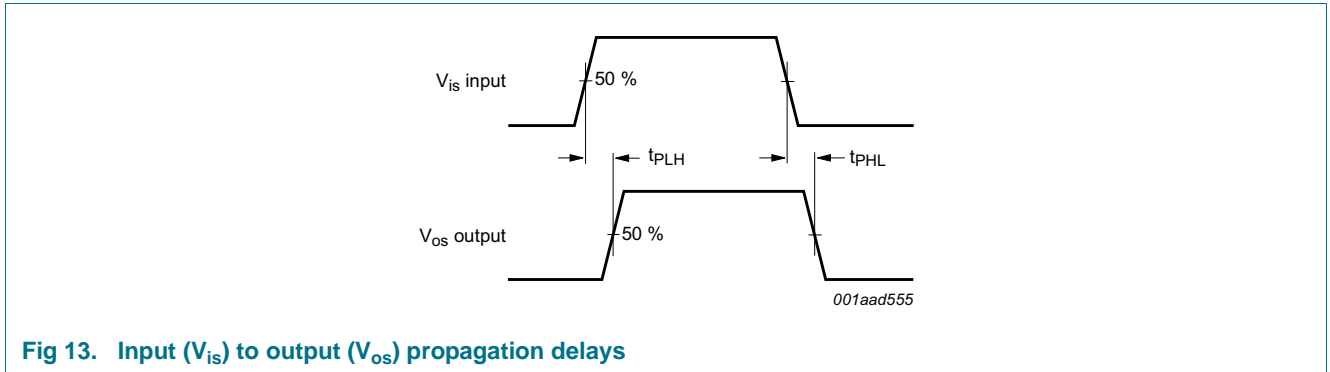 V_is input
50 %
t_PLH
t_PHL
V_os output
50 %
001aad555
Fig 13. Input (V_is) to output (V_os) propagation delays